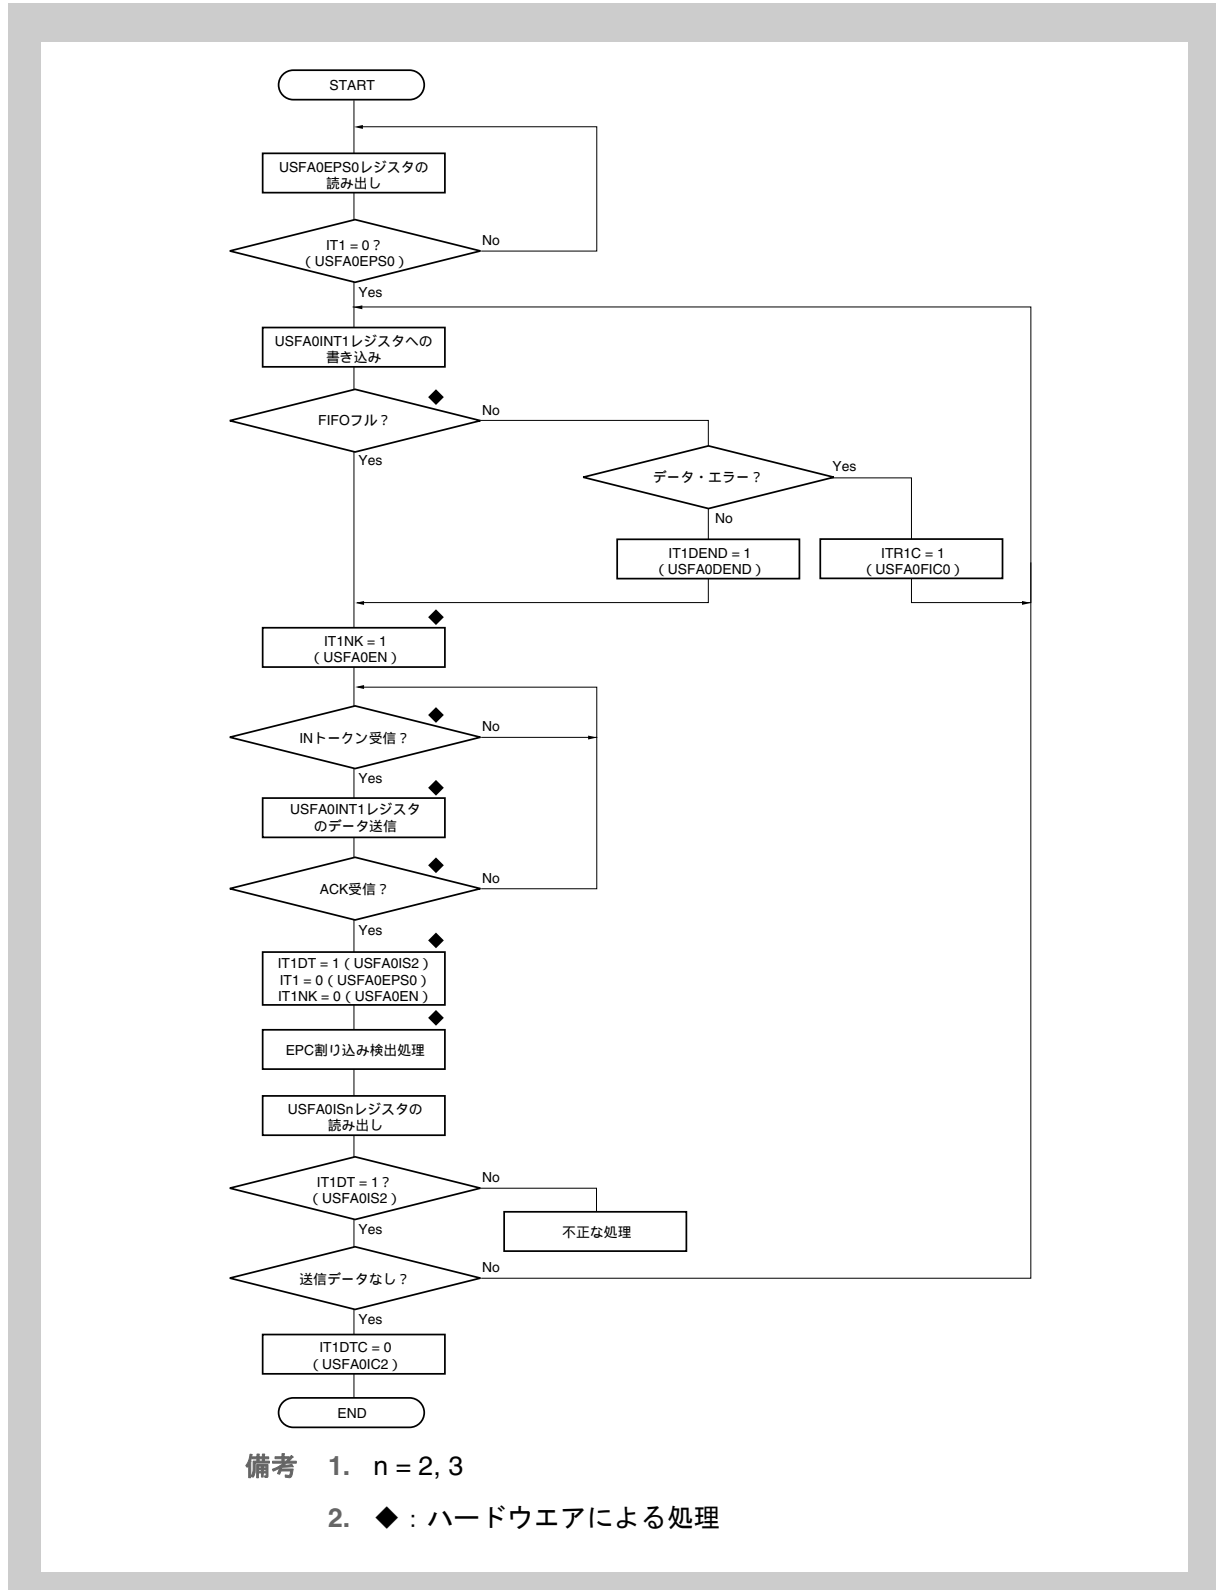 START
USFA0EPS0レジスタの
読み出し
IT1 = 0？
（USFA0EPS0）
No
Yes
USFA0INT1レジスタへの
書き込み
◆
FIFOフル？
No
Yes
データ・エラー？
Yes
No
IT1DEND = 1
（USFA0DEND）
ITR1C = 1
（USFA0FIC0）
◆
IT1NK = 1
（USFA0EN）
◆
INトークン受信？
No
Yes
◆
USFA0INT1レジスタ
のデータ送信
◆
ACK受信？
No
Yes
◆
IT1DT = 1（USFA0IS2）
IT1 = 0（USFA0EPS0）
IT1NK = 0（USFA0EN）
◆
EPC割り込み検出処理
USFA0ISnレジスタの
読み出し
IT1DT = 1？
（USFA0IS2）
No
Yes
不正な処理
送信データなし？
No
Yes
IT1DTC = 0
（USFA0IC2）
END
備考 1. n = 2, 3
2. ◆：ハードウエアによる処理